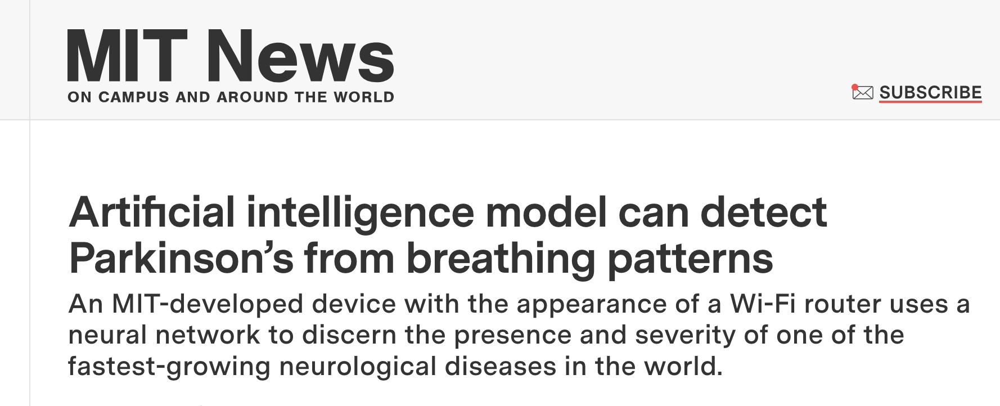 MIT News
ON CAMPUS AND AROUND THE WORLD
SUBSCRIBE
Artificial intelligence model can detect
Parkinson’s from breathing patterns
An MIT-developed device with the appearance of a Wi-Fi router uses a
neural network to discern the presence and severity of one of the
fastest-growing neurological diseases in the world.